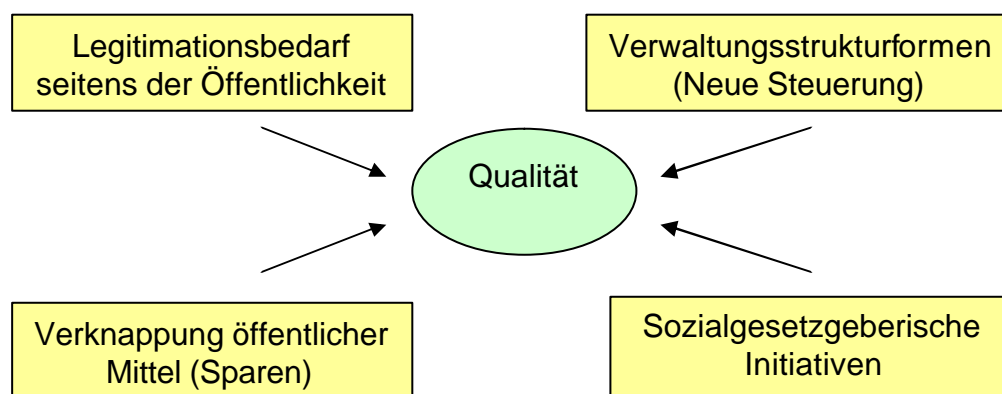 Legitimationsbedarf
seitens der Öffentlichkeit
Verwaltungsstrukturformen
(Neue Steuerung)
Qualität
Verknappung öffentlicher
Mittel (Sparen)
Sozialgesetzgeberische
Initiativen